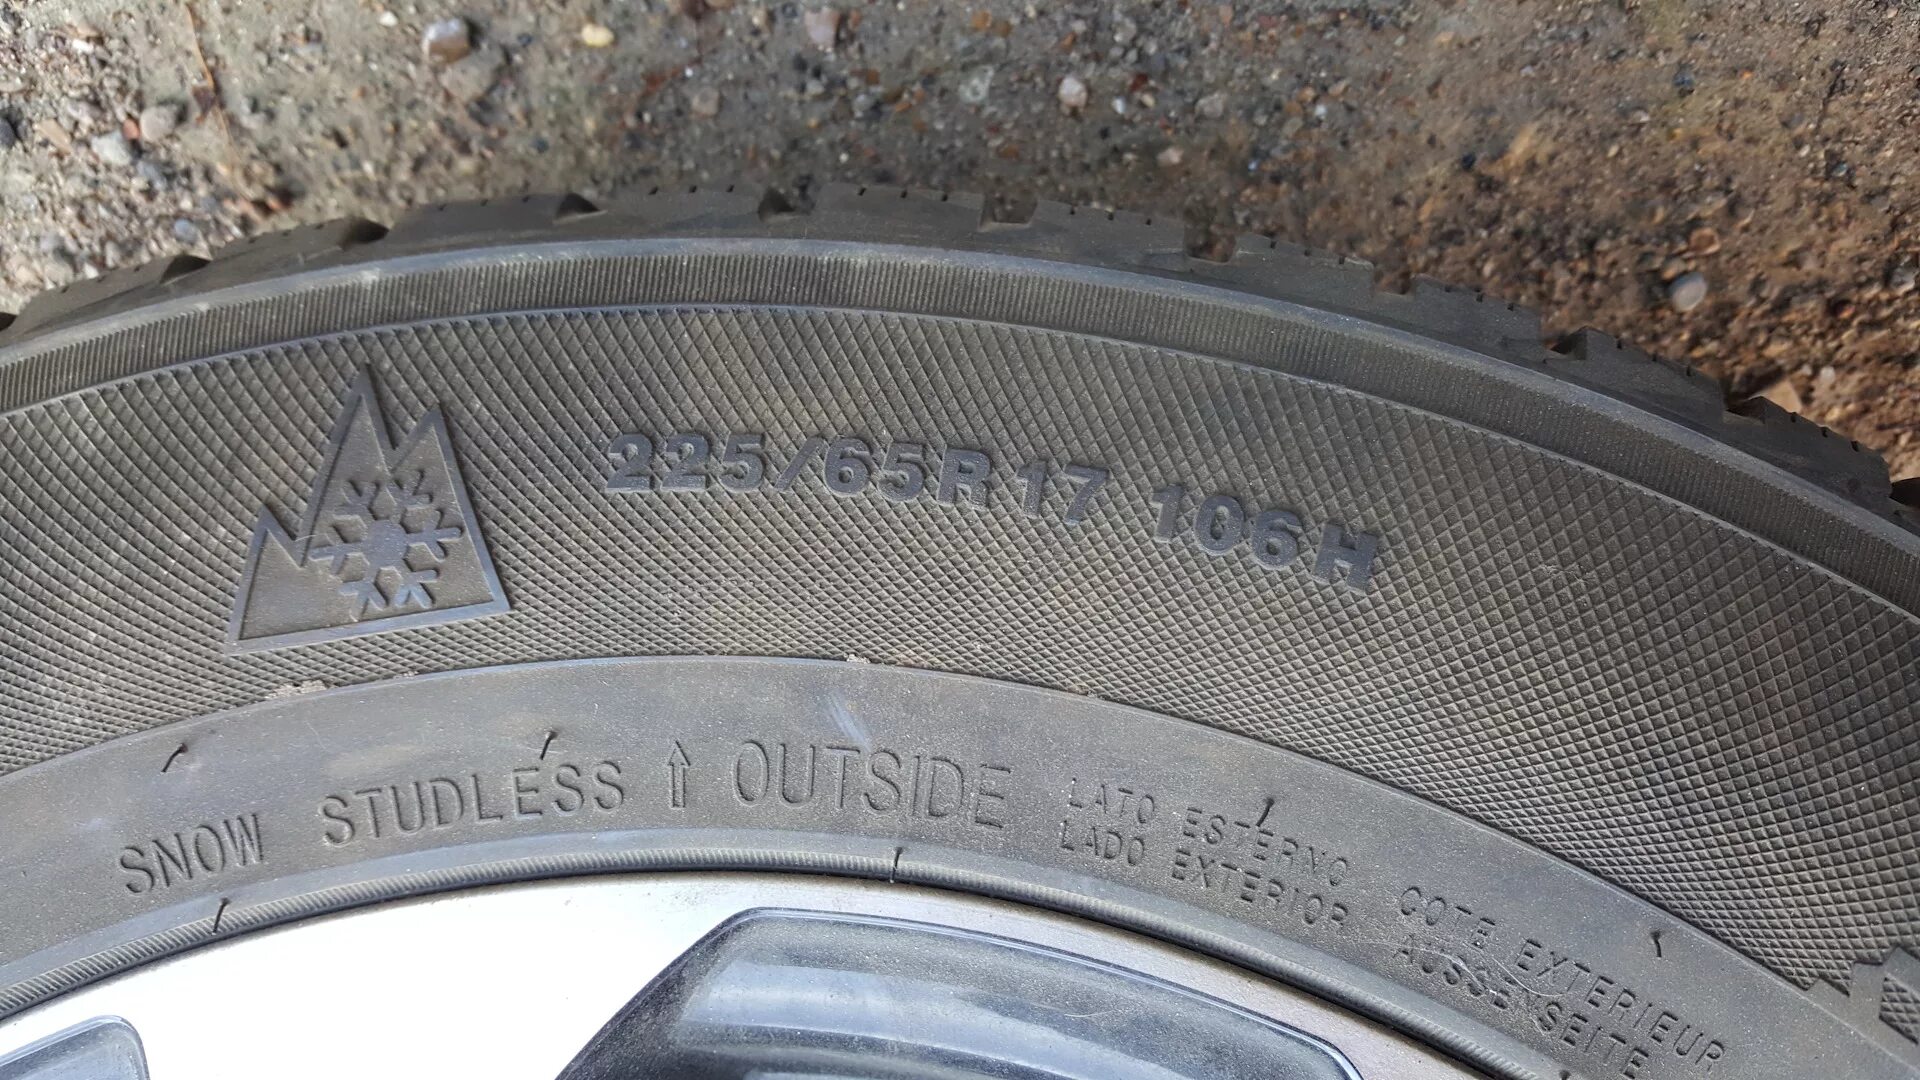 225/65R17 106H
SNOW STUDLESS ↑ OUTSIDE
LATO ESTERNO
LADO EXTERIOR
COTE EXTERIEUR
AUSSENSEITE